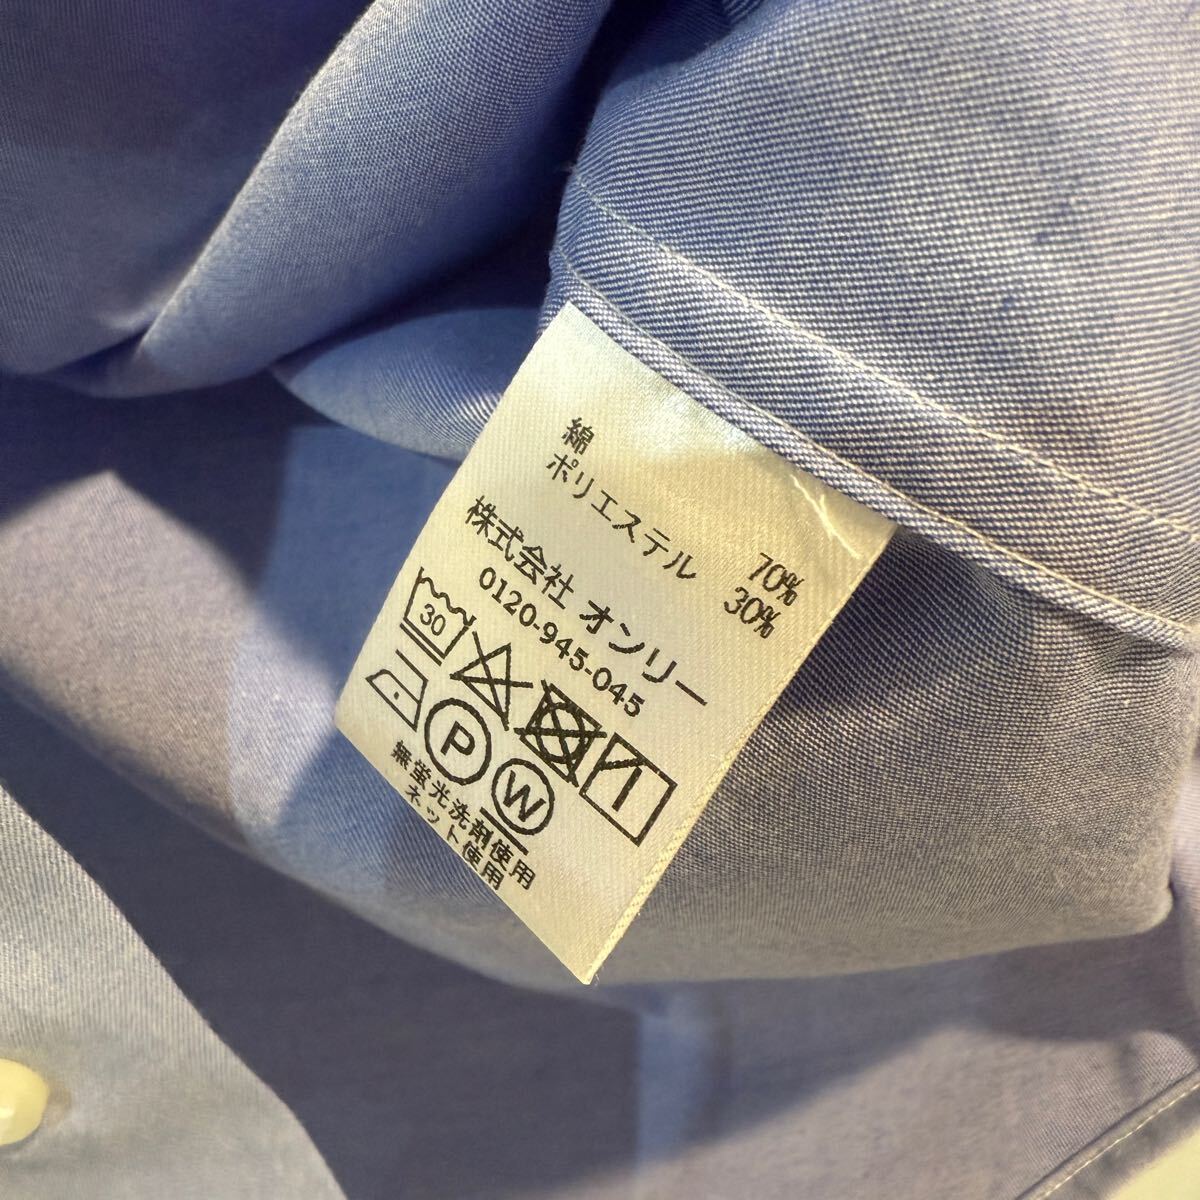 綿 70%
ポリエステル 30%
株式会社 オンリー
0120-945-045
30
P W
無蛍光洗剤使用
ネット使用